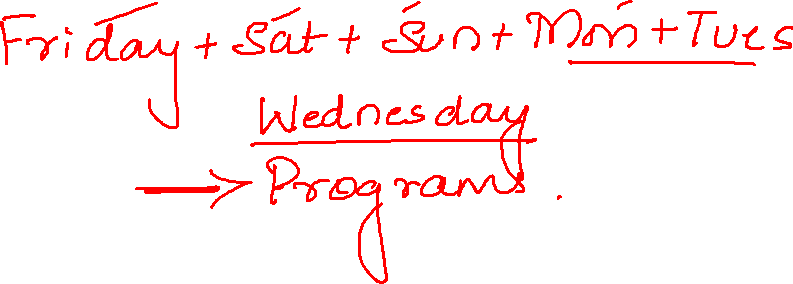 Friday + Sat + Sun + Mon + Tues
Wednesday
→ Programs.